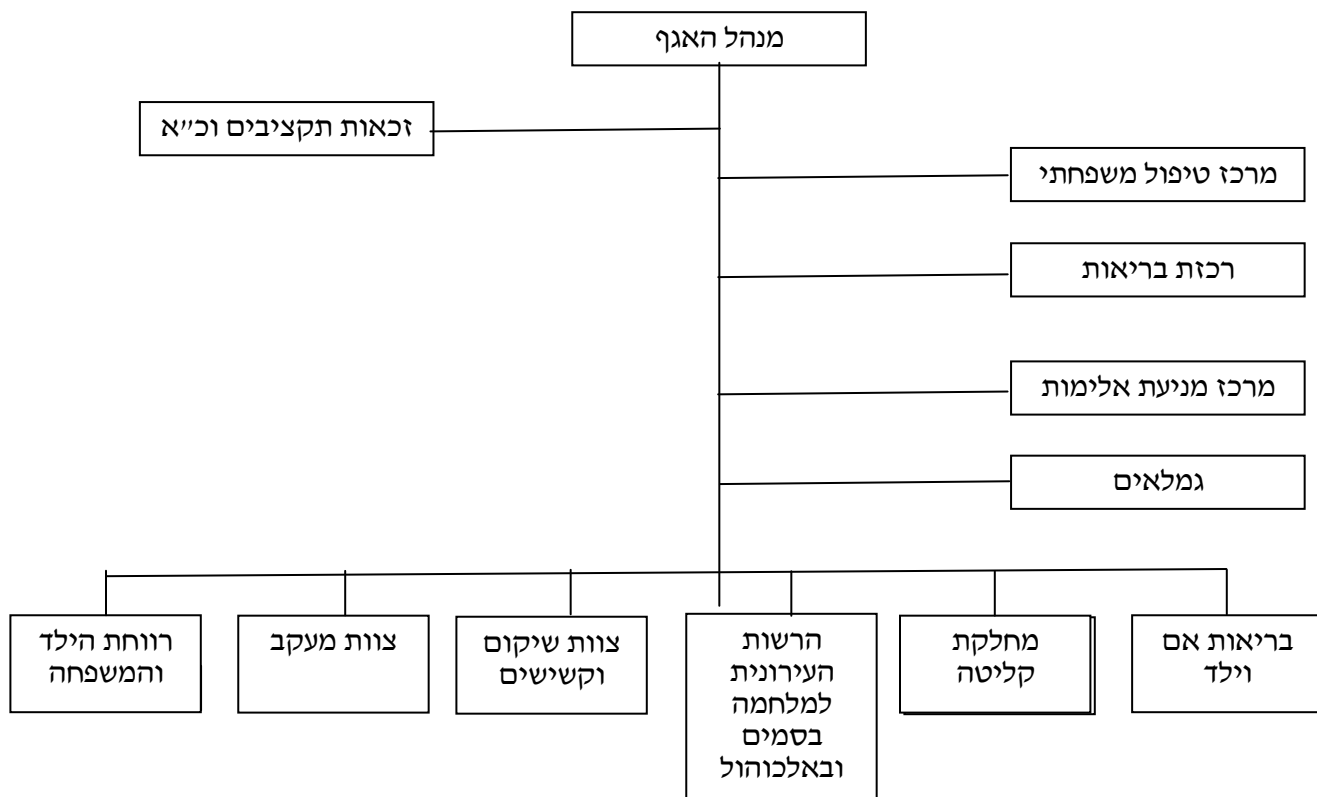 מנהל האגף
זכאות תקציבים וכ״א
מרכז טיפול משפחתי
רכזת בריאות
מרכז מניעת אלימות
גמלאים
בריאות אם
וילד
מחלקת
קליטה
הרשות
העירונית
למלחמה
בסמים
ובאלכוהול
צוות שיקום
וקשישים
צוות מעקב
רווחת הילד
והמשפחה